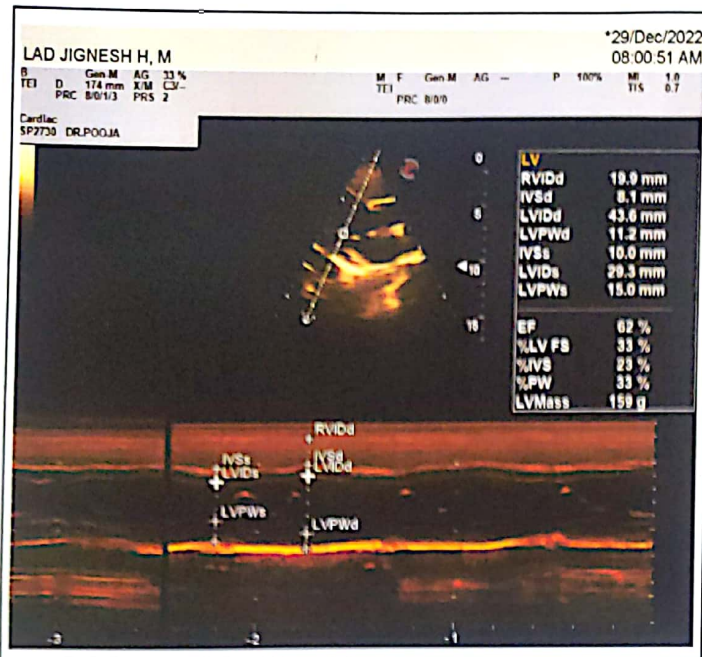 *29/Dec/2022
LAD JIGNESH H, M
08:00:51 AM
B Gen-M AG 33 %
TEI D 174 mm X/M C3/--
PRC 8/0/1/3 PRS 2
M F Gen-M AG -- P 100% MI 1.0
TEI TIS 0.7
PRC 8/0/0
Cardiac
SP2730 DR.POOJA
0
5
10
15
LV
RVIDd 19.9 mm
IVSd 8.1 mm
LVIDd 43.6 mm
LVPWd 11.2 mm
IVSs 10.0 mm
LVIDs 29.3 mm
LVPWs 15.0 mm
EF 62 %
%LV FS 33 %
%IVS 23 %
%PW 33 %
LVMass 159 g
RVIDd
IVSs
LVIDs
IVSd
LVIDd
LVPWs
LVPWd
-3 -2 -1